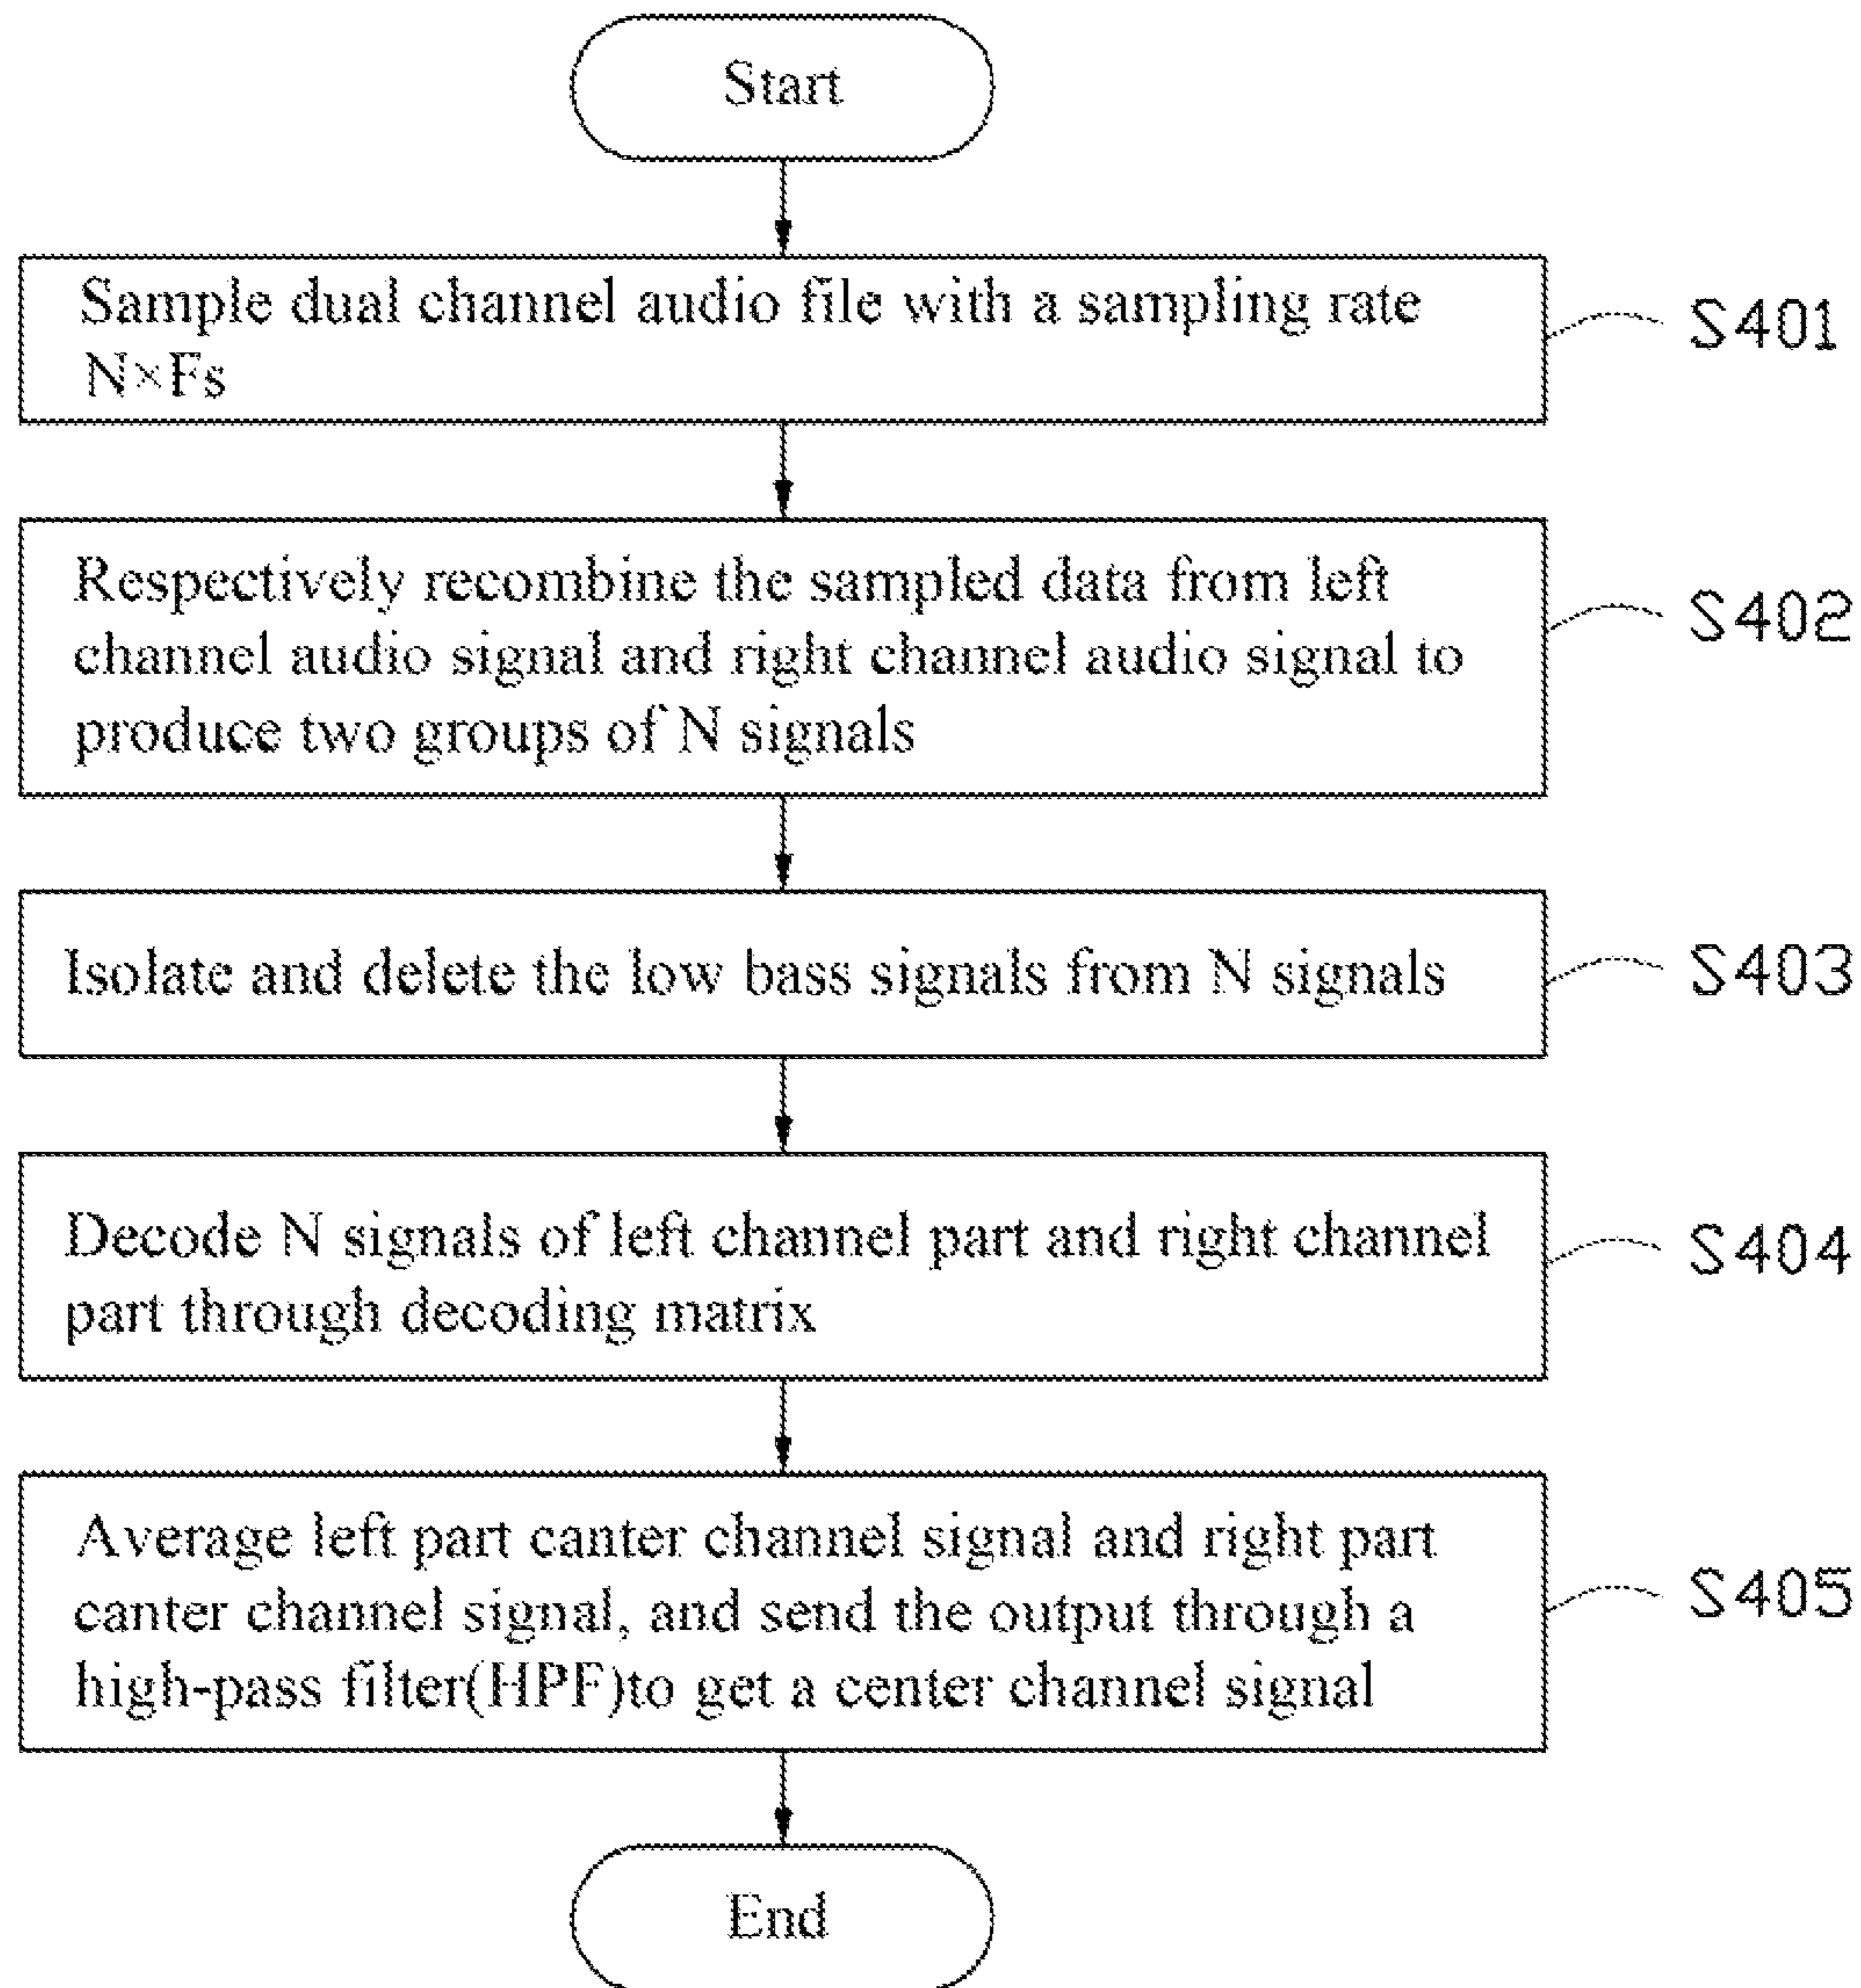 Start
Sample dual channel audio file with a sampling rate
N×Fs
S401
Respectively recombine the sampled data from left
channel audio signal and right channel audio signal to
produce two groups of N signals
S402
Isolate and delete the low bass signals from N signals
S403
Decode N signals of left channel part and right channel
part through decoding matrix
S404
Average left part canter channel signal and right part
canter channel signal, and send the output through a
high-pass filter(HPF)to get a center channel signal
S405
End